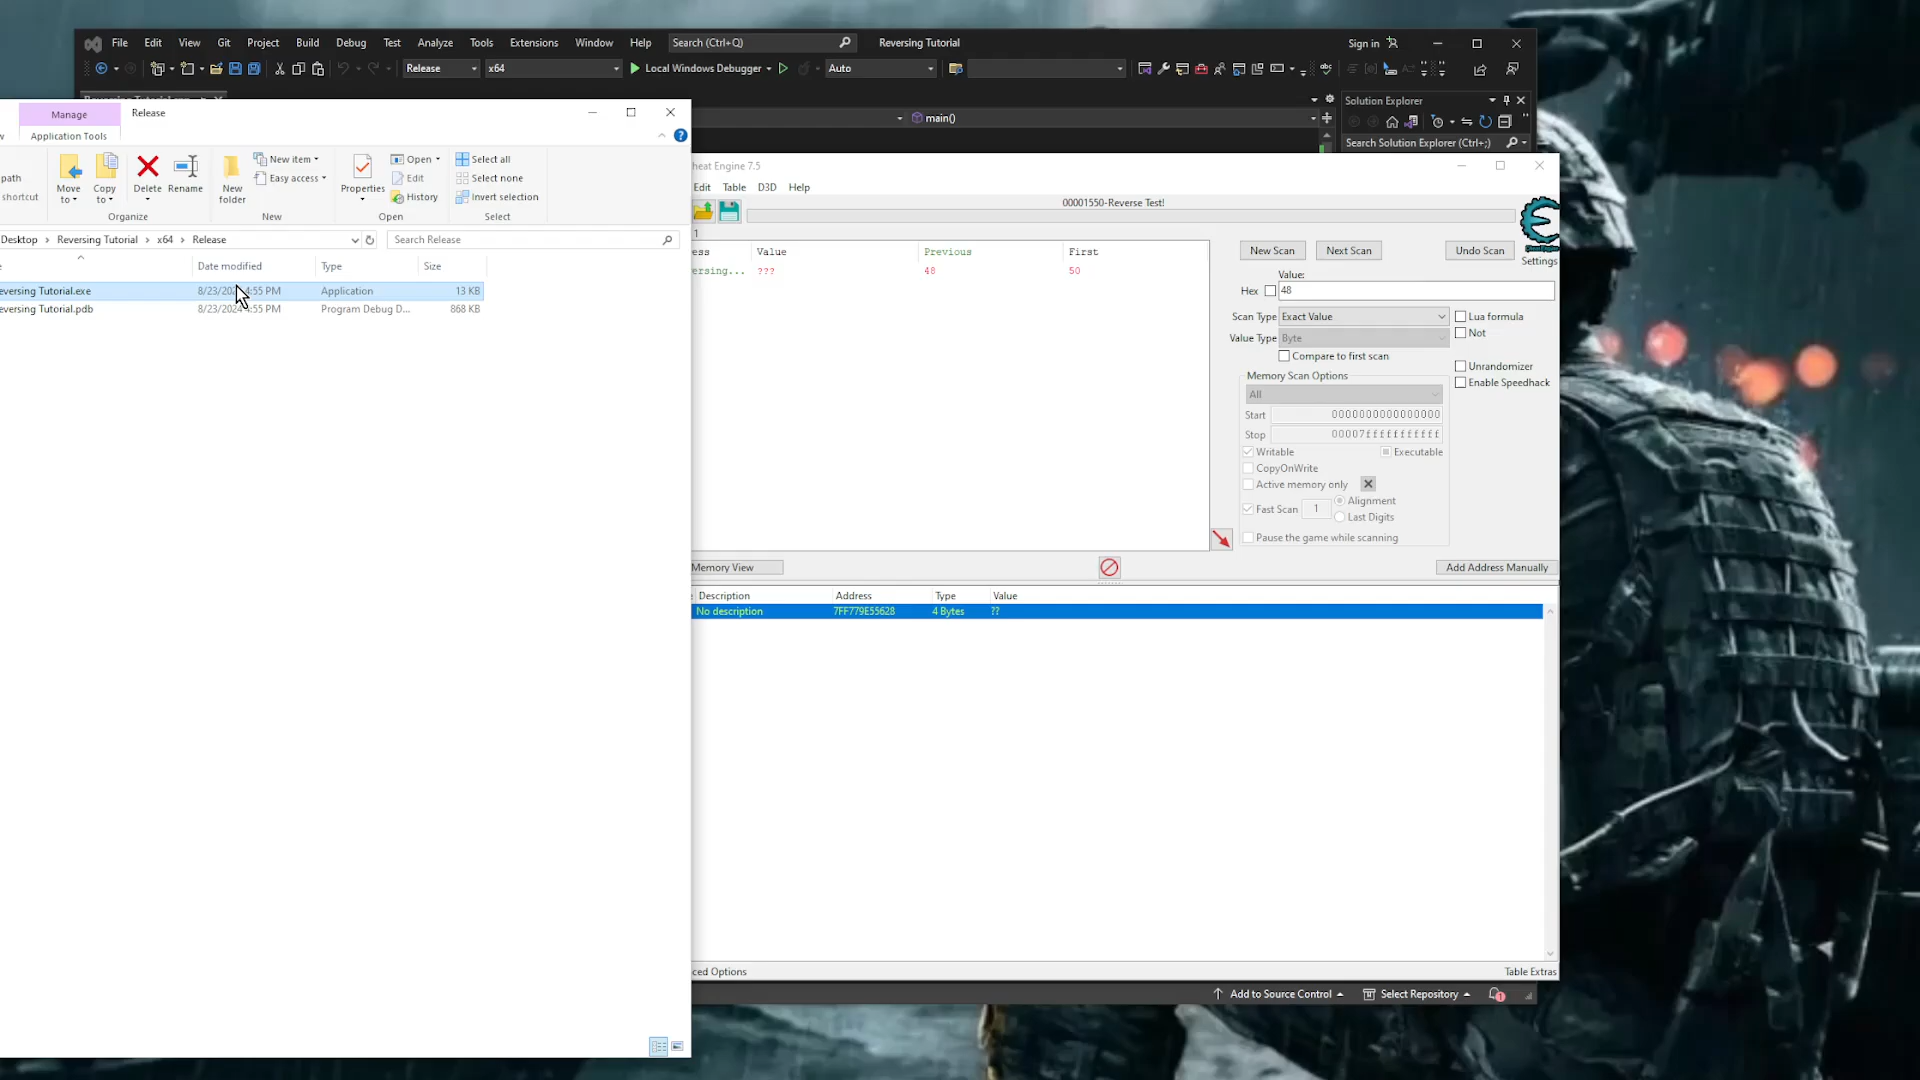 File Edit View Git Project Build Debug Test Analyze Tools Extensions Window Help Search (Ctrl+Q) Reversing Tutorial Sign in
Release x64 Local Windows Debugger Auto
main()
Solution Explorer
Search Solution Explorer (Ctrl+;)
Manage Release
Application Tools
path
shortcut
Move to
Copy to
Delete Rename
New folder
New item
Easy access
Properties
Open
Edit
History
Select all
Select none
Invert selection
Organize New Open Select
Desktop › Reversing Tutorial › x64 › Release Search Release
Date modified Type Size
eversing Tutorial.exe 8/23/202 4:55 PM Application 13 KB
eversing Tutorial.pdb 8/23/2024 4:55 PM Program Debug D... 868 KB
heat Engine 7.5
Edit Table D3D Help
00001550-Reverse Test!
1
ess Value Previous First
ersing... ??? 48 50
New Scan Next Scan Undo Scan
Settings
Value:
Hex 48
Scan Type Exact Value Lua formula
Not
Value Type Byte
Compare to first scan
Memory Scan Options
All
Unrandomizer
Enable Speedhack
Start 0000000000000000
Stop 00007fffffffffff
Writable Executable
CopyOnWrite
Active memory only
Fast Scan 1 Alignment
Last Digits
Pause the game while scanning
Memory View Add Address Manually
Description Address Type Value
No description 7FF779E55628 4 Bytes ??
ced Options Table Extras
Add to Source Control Select Repository 1